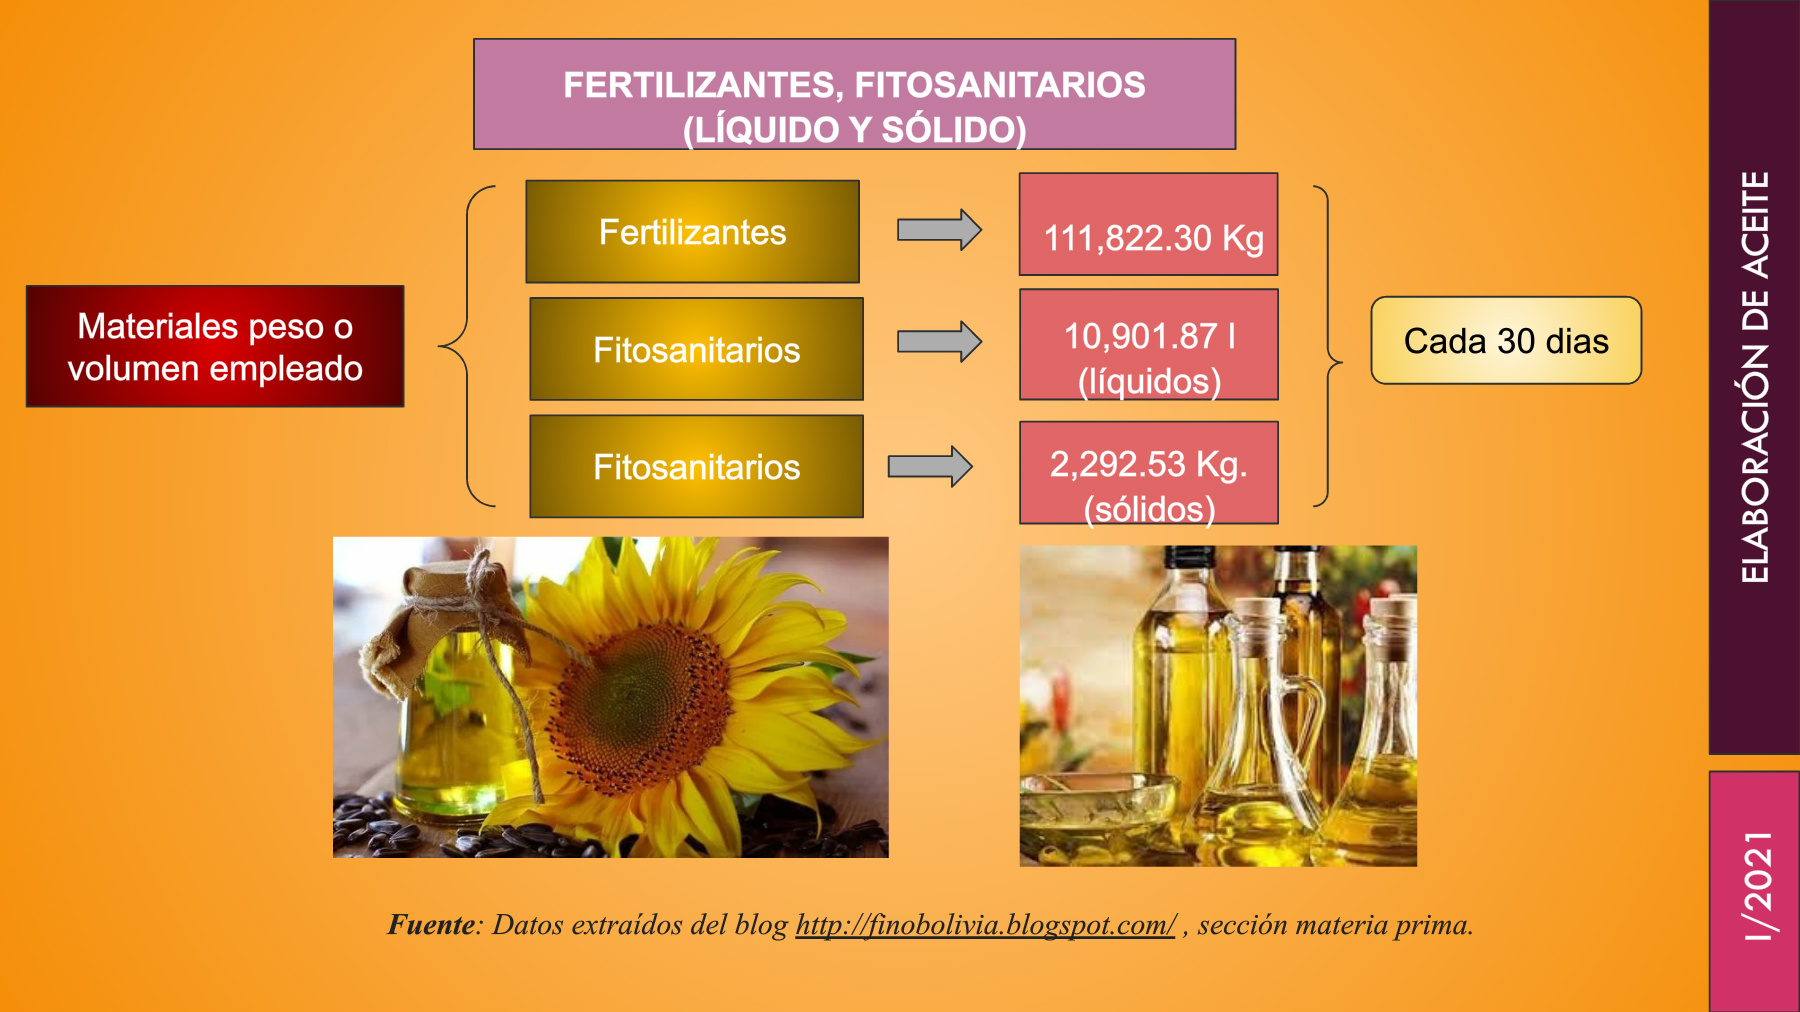 FERTILIZANTES, FITOSANITARIOS
(LÍQUIDO Y SÓLIDO)
Materiales peso o
volumen empleado
Fertilizantes
111,822.30 Kg
Fitosanitarios
10,901.87 l
(líquidos)
Fitosanitarios
2,292.53 Kg.
(sólidos)
Cada 30 dias
Fuente: Datos extraídos del blog http://finobolivia.blogspot.com/ , sección materia prima.
ELABORACIÓN DE ACEITE
I/2021